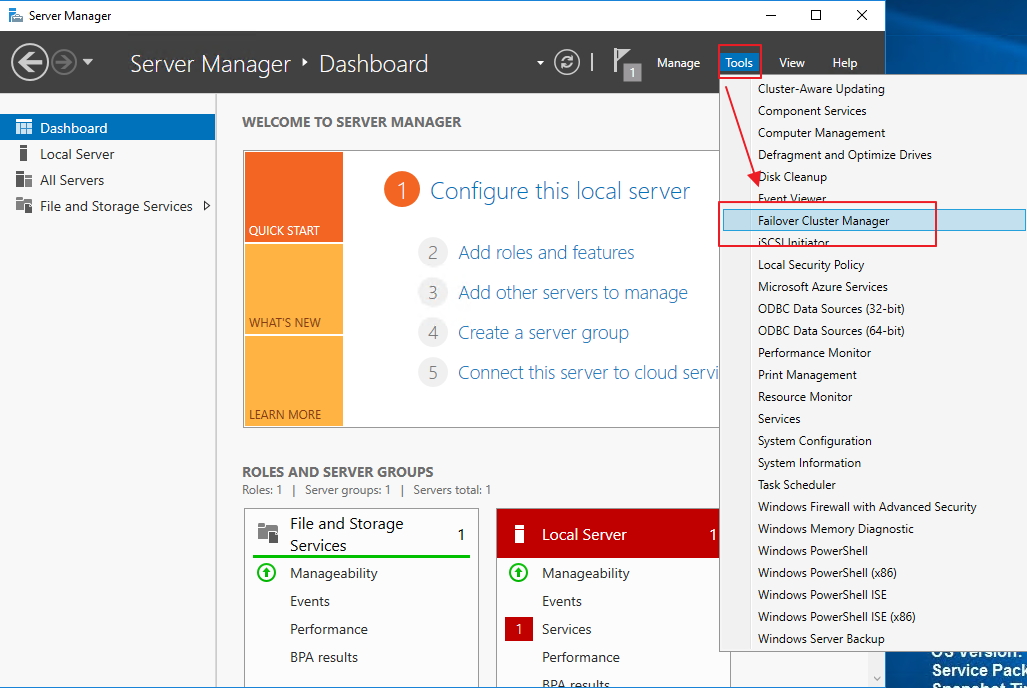 Server Manager
Server Manager • Dashboard
1
Manage
Tools
View
Help
Dashboard
Local Server
All Servers
File and Storage Services
WELCOME TO SERVER MANAGER
QUICK START
WHAT'S NEW
LEARN MORE
1 Configure this local server
2 Add roles and features
3 Add other servers to manage
4 Create a server group
5 Connect this server to cloud servi
ROLES AND SERVER GROUPS
Roles: 1 | Server groups: 1 | Servers total: 1
File and Storage
Services
1
Manageability
Events
Performance
BPA results
Local Server 1
Manageability
Events
1 Services
Performance
BPA results
Cluster-Aware Updating
Component Services
Computer Management
Defragment and Optimize Drives
Disk Cleanup
Event Viewer
Failover Cluster Manager
iSCSI Initiator
Local Security Policy
Microsoft Azure Services
ODBC Data Sources (32-bit)
ODBC Data Sources (64-bit)
Performance Monitor
Print Management
Resource Monitor
Services
System Configuration
System Information
Task Scheduler
Windows Firewall with Advanced Security
Windows Memory Diagnostic
Windows PowerShell
Windows PowerShell (x86)
Windows PowerShell ISE
Windows PowerShell ISE (x86)
Windows Server Backup
OS Version:
Service Pack
Snapshot Ti